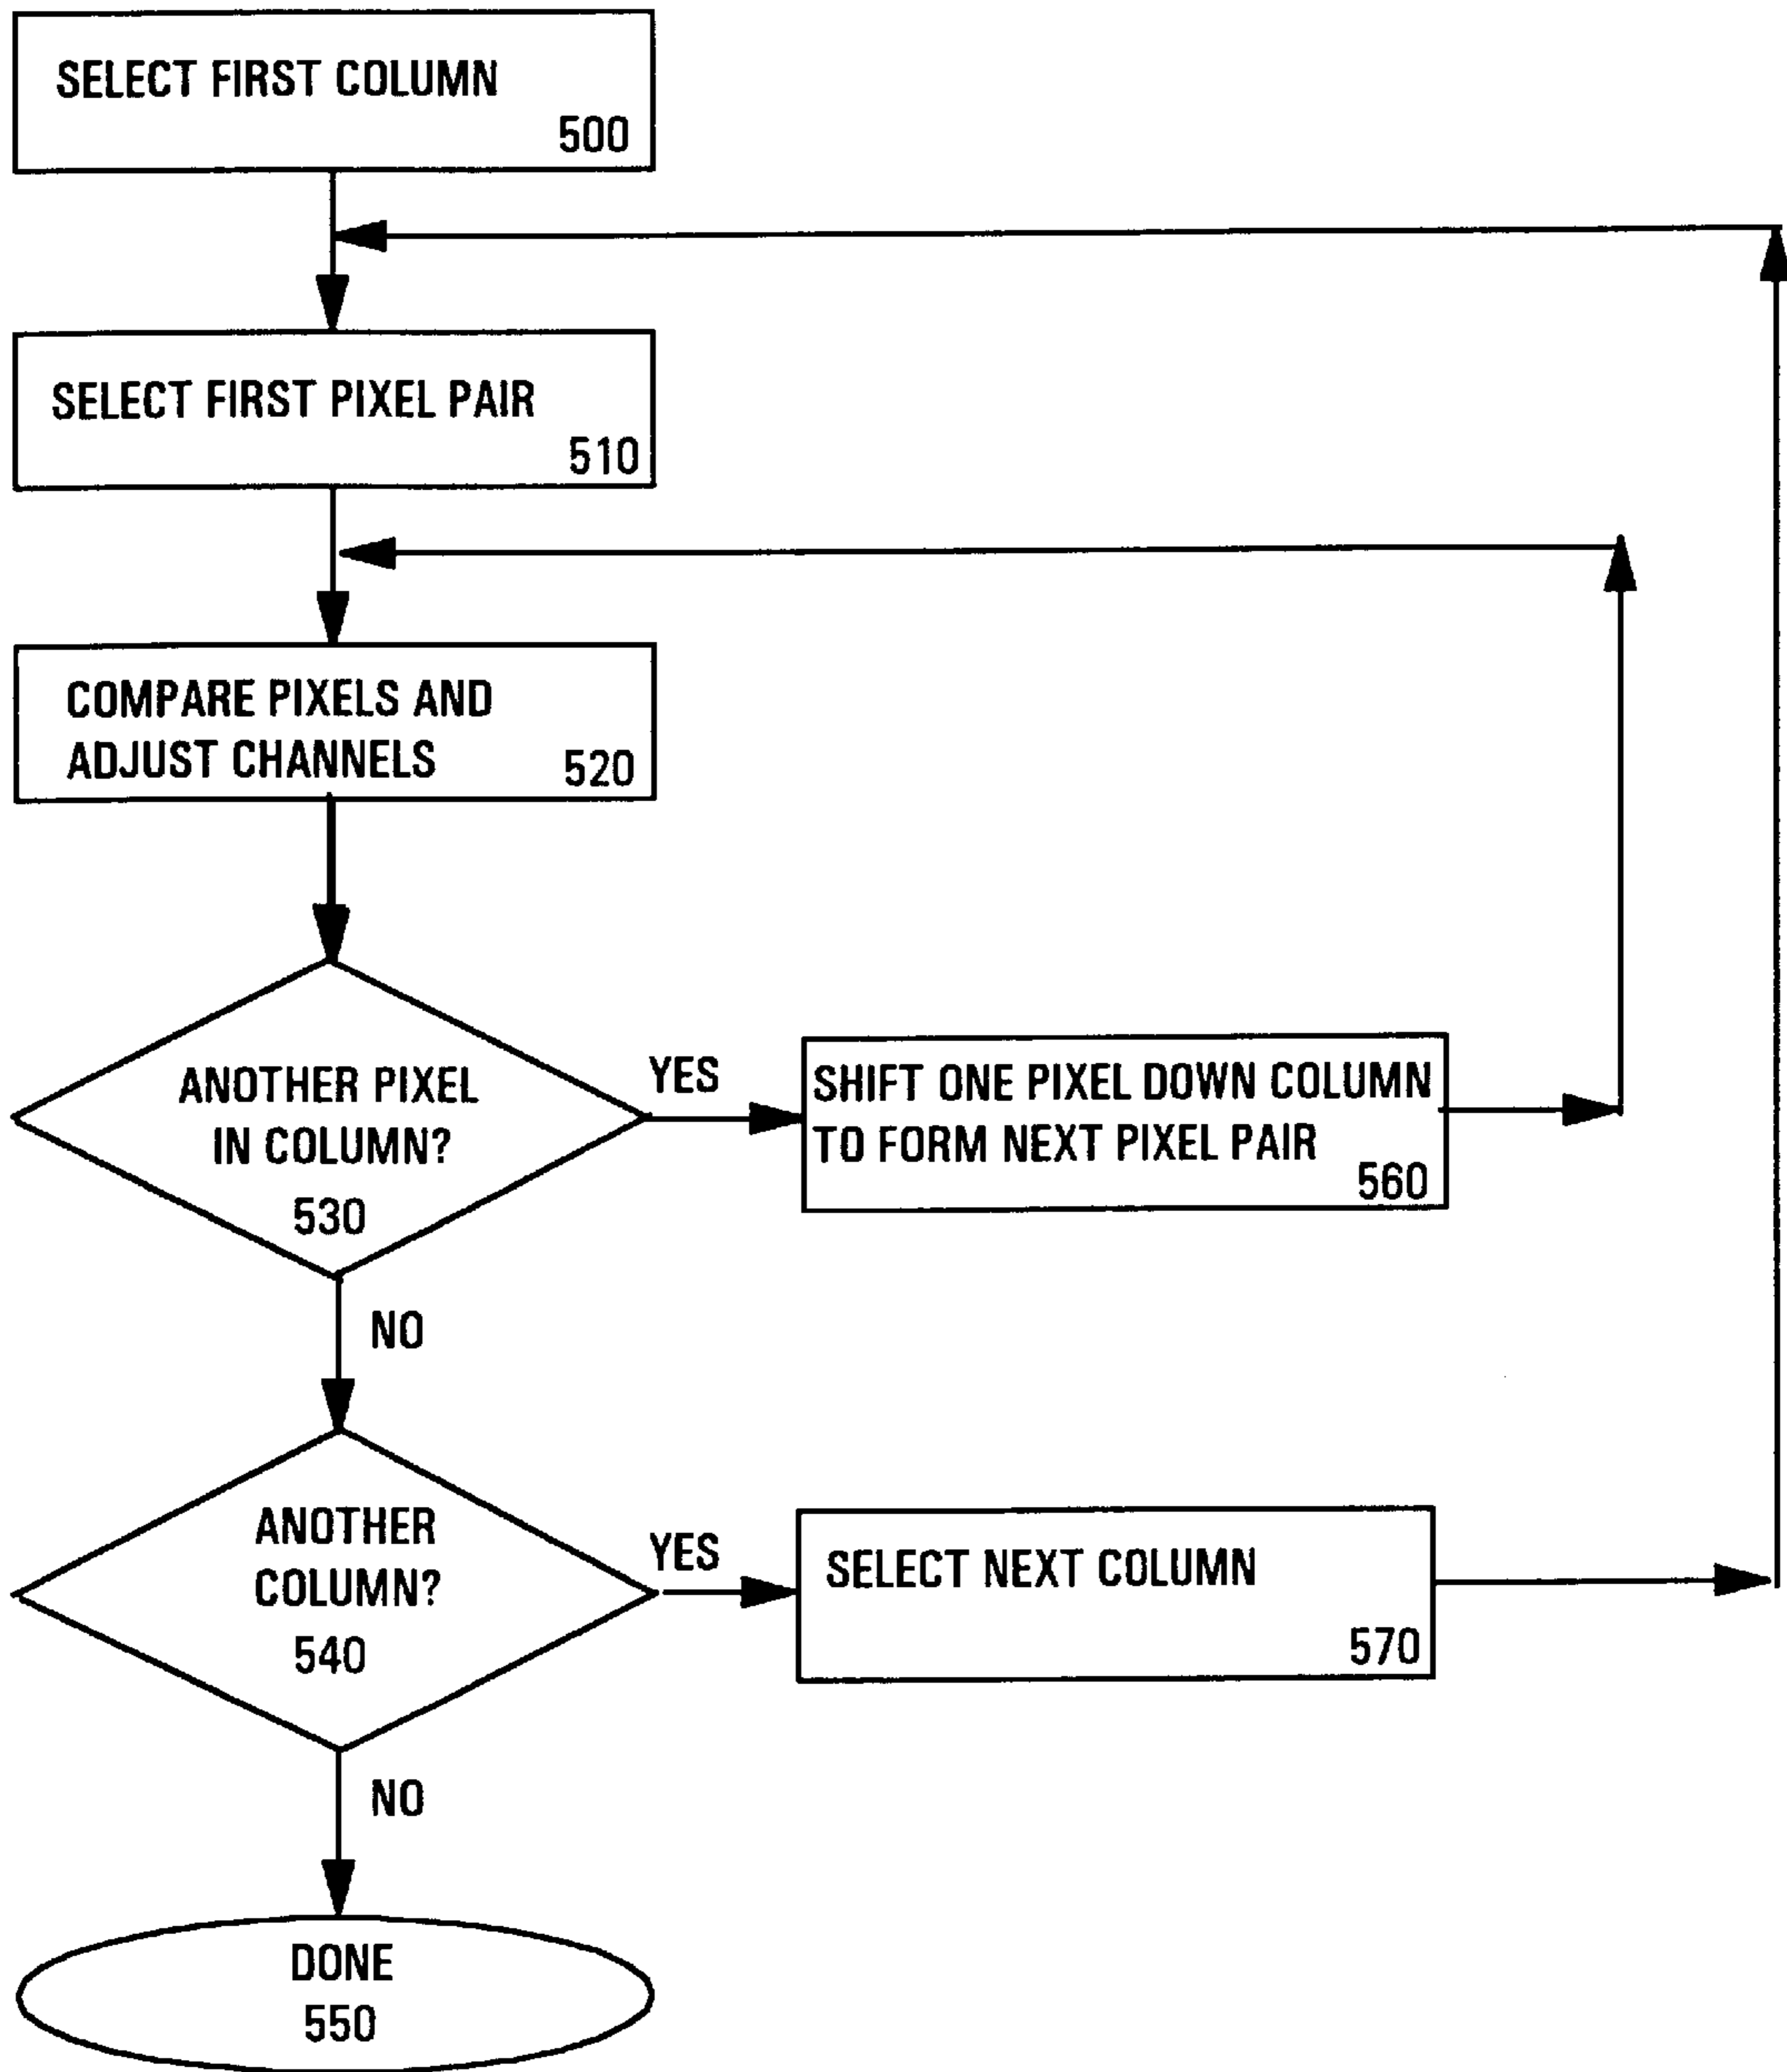 SELECT FIRST COLUMN
500
SELECT FIRST PIXEL PAIR
510
COMPARE PIXELS AND
ADJUST CHANNELS
520
ANOTHER PIXEL
IN COLUMN?
530
YES
SHIFT ONE PIXEL DOWN COLUMN
TO FORM NEXT PIXEL PAIR
560
NO
ANOTHER
COLUMN?
540
YES
SELECT NEXT COLUMN
570
NO
DONE
550